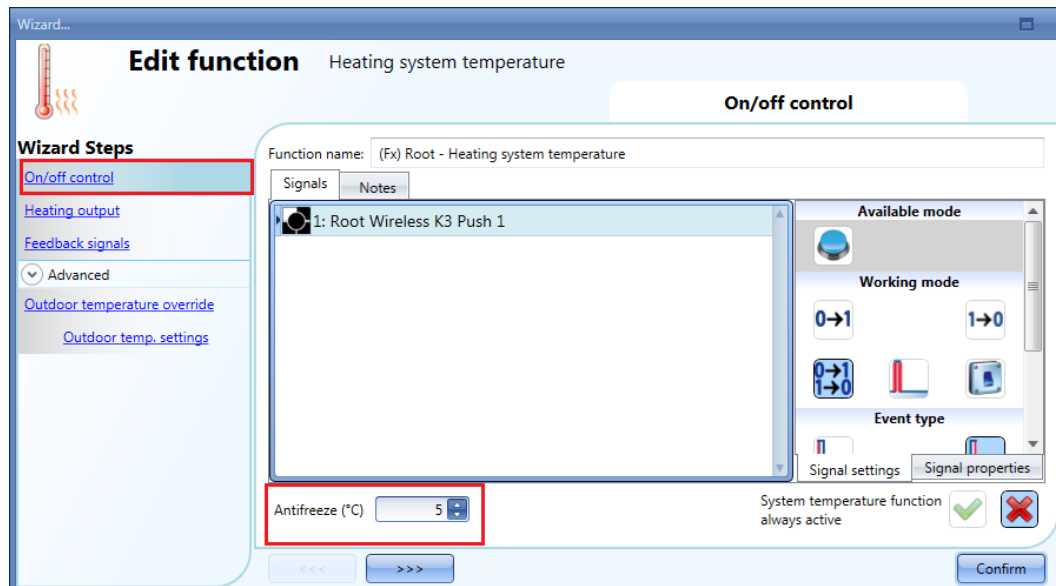 Wizard...
Edit function Heating system temperature
On/off control
Wizard Steps
On/off control
Heating output
Feedback signals
Advanced
Outdoor temperature override
Outdoor temp. settings
Function name: (Fx) Root - Heating system temperature
Signals Notes
1: Root Wireless K3 Push 1
Available mode
Working mode
0→1 1→0
0→1
1→0
Event type
Signal settings Signal properties
Antifreeze (°C) 5
System temperature function
always active
<<< >>> Confirm